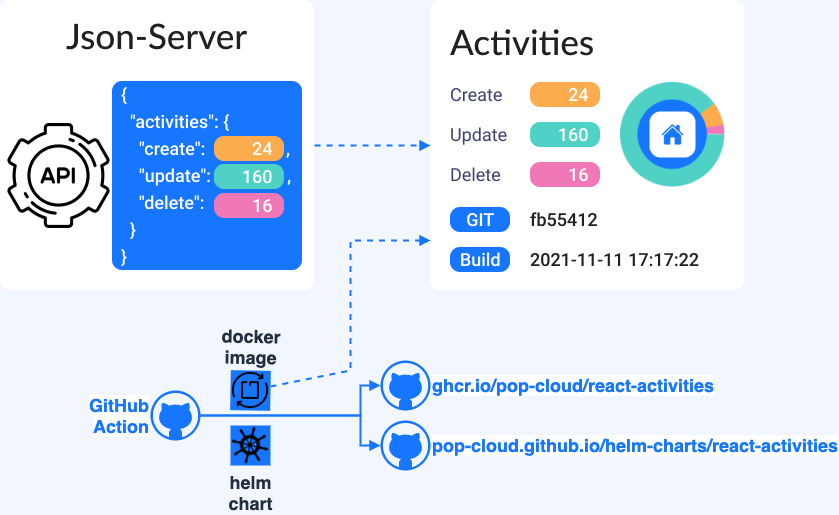 Json-Server
API
{
"activities": {
"create": 24 ,
"update": 160 ,
"delete": 16
}
}
Activities
Create 24
Update 160
Delete 16
GIT fb55412
Build 2021-11-11 17:17:22
docker
image
GitHub
Action
helm
chart
ghcr.io/pop-cloud/react-activities
pop-cloud.github.io/helm-charts/react-activities